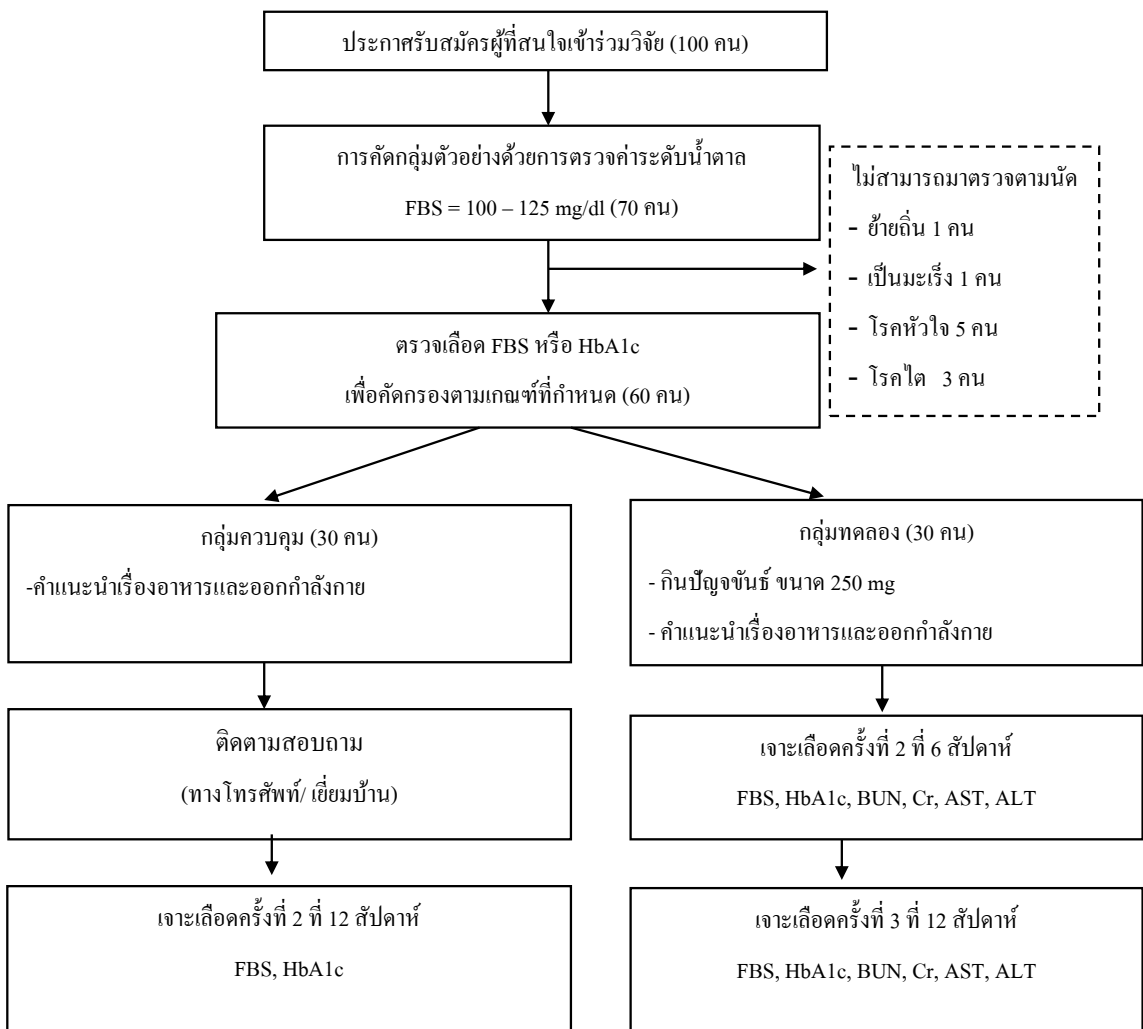 ประกาศรับสมัครผู้ที่สนใจเข้าร่วมวิจัย (100 คน)
การคัดกลุ่มตัวอย่างด้วยการตรวจค่าระดับน้ำตาล
FBS = 100 – 125 mg/dl (70 คน)
ไม่สามารถมาตรวจตามนัด
- ย้ายถิ่น 1 คน
- เป็นมะเร็ง 1 คน
- โรคหัวใจ 5 คน
- โรคไต 3 คน
ตรวจเลือด FBS หรือ HbA1c
เพื่อคัดกรองตามเกณฑ์ที่กำหนด (60 คน)
กลุ่มควบคุม (30 คน)
-คำแนะนำเรื่องอาหารและออกกำลังกาย
กลุ่มทดลอง (30 คน)
- กินปัญจขันธ์ ขนาด 250 mg
- คำแนะนำเรื่องอาหารและออกกำลังกาย
ติดตามสอบถาม
(ทางโทรศัพท์/ เยี่ยมบ้าน)
เจาะเลือดครั้งที่ 2 ที่ 6 สัปดาห์
FBS, HbA1c, BUN, Cr, AST, ALT
เจาะเลือดครั้งที่ 2 ที่ 12 สัปดาห์
FBS, HbA1c
เจาะเลือดครั้งที่ 3 ที่ 12 สัปดาห์
FBS, HbA1c, BUN, Cr, AST, ALT